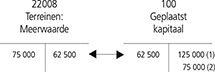 22008
Terreinen:
Meerwaarde
100
Geplaatst
kapitaal
75 000 62 500 62 500 125 000 (1)
75 000 (2)